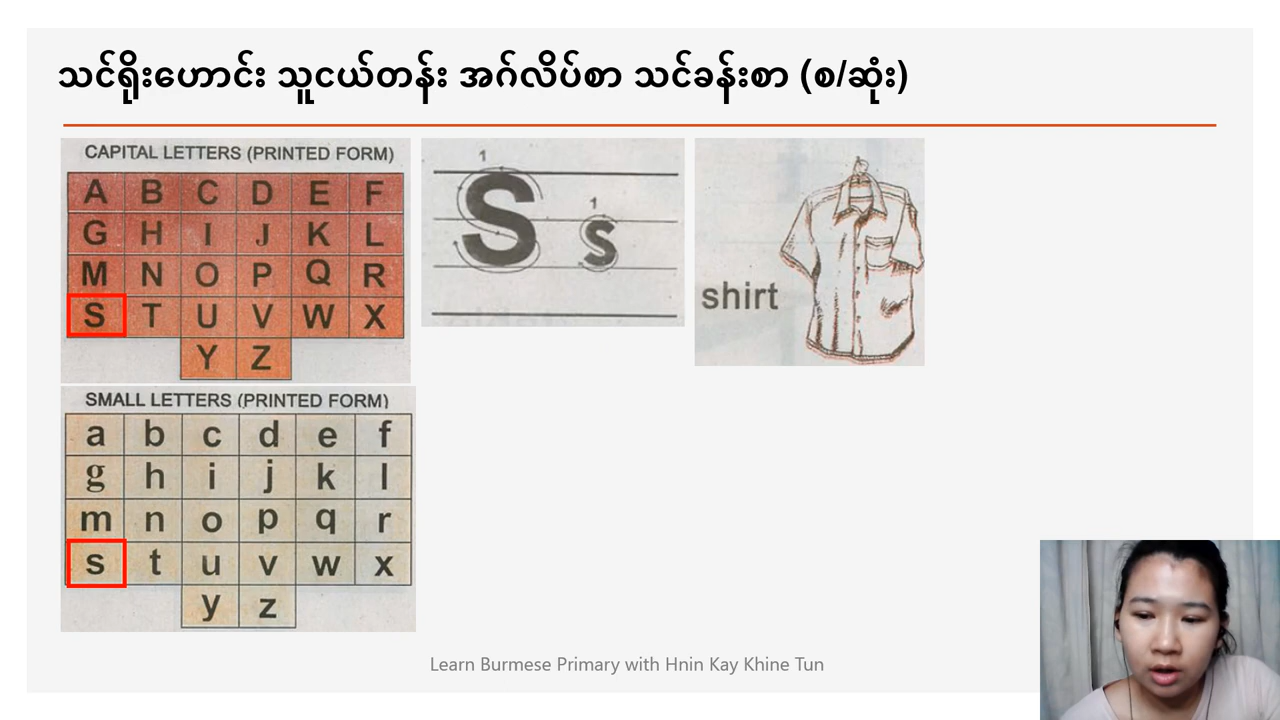 သင်ရိုးဟောင်း သူငယ်တန်း အင်္ဂလိပ်စာ သင်ခန်းစာ (စ/ဆုံး)
CAPITAL LETTERS (PRINTED FORM)
A B C D E F
G H I J K L
M N O P Q R
S T U V W X
Y Z
1
1
S s
shirt
SMALL LETTERS (PRINTED FORM)
a b c d e f
g h i j k l
m n o p q r
s t u v w x
y z
Learn Burmese Primary with Hnin Kay Khine Tun